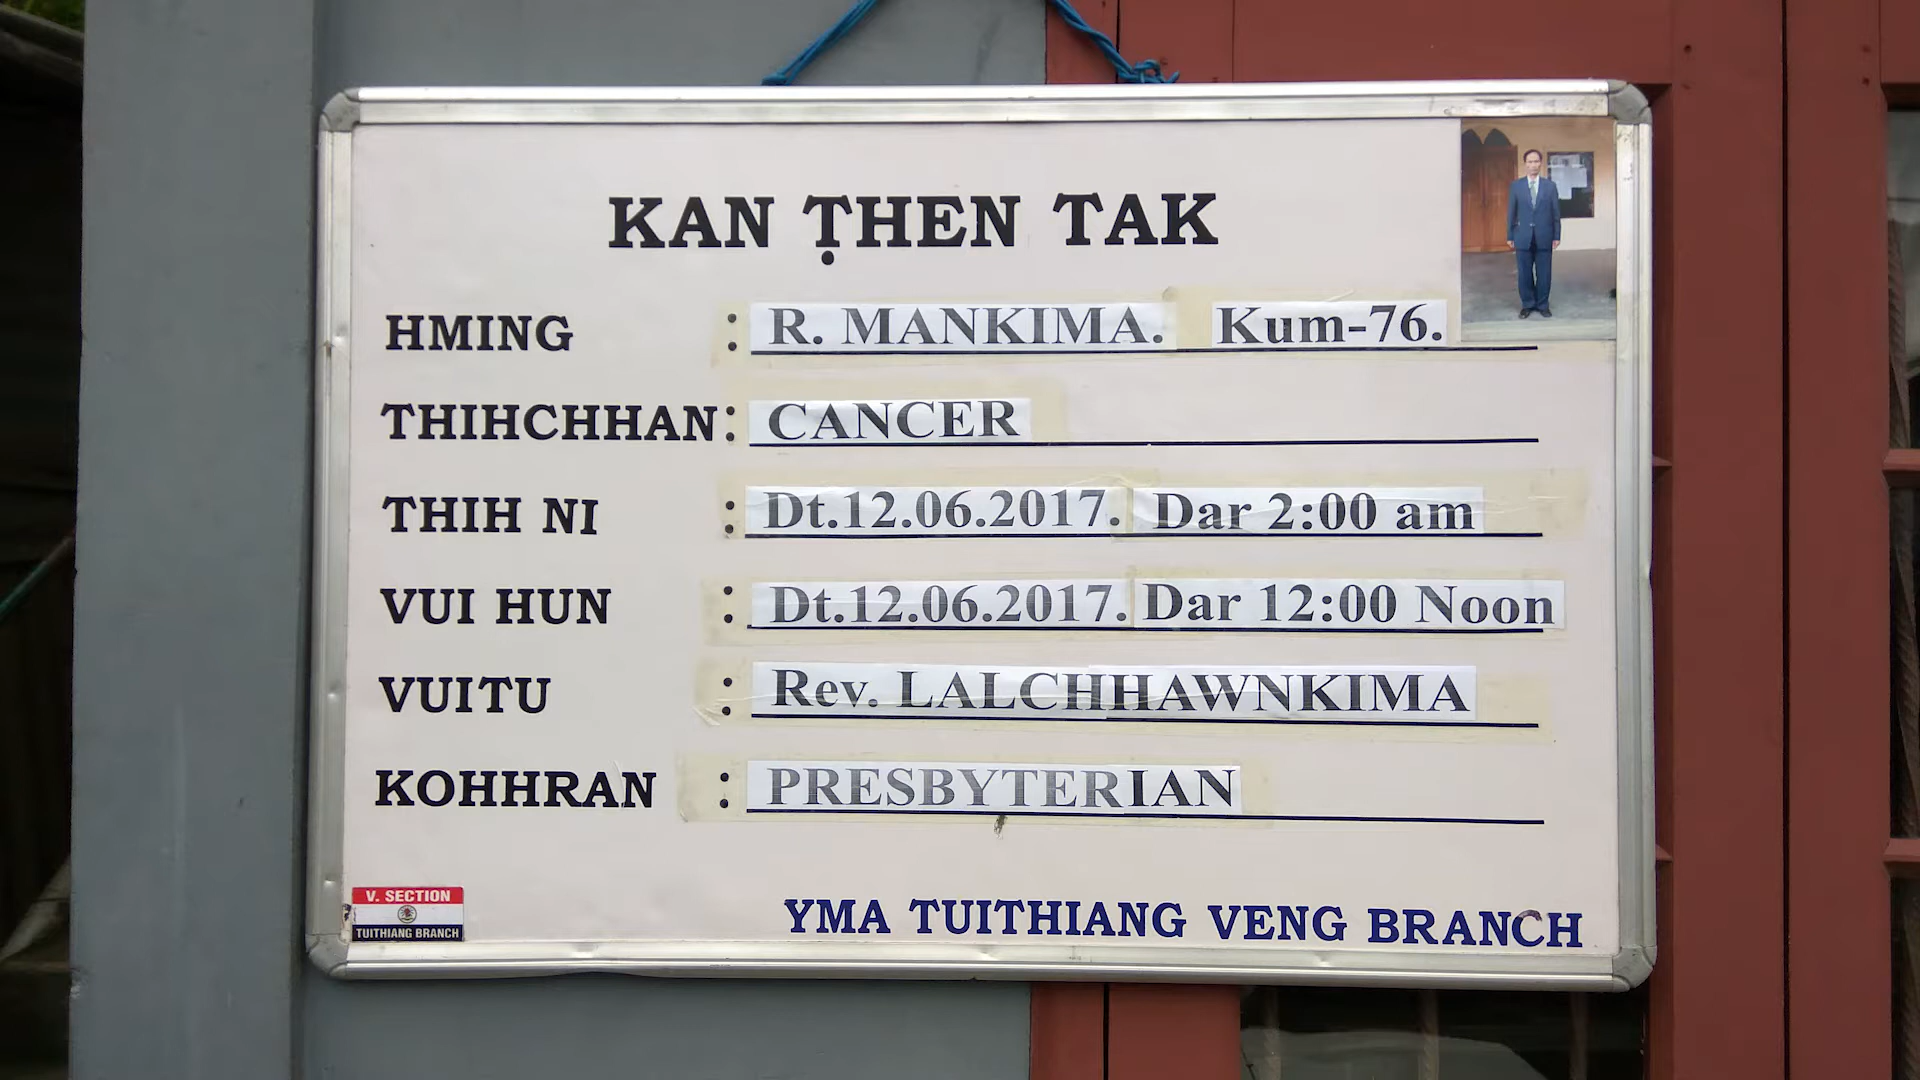 KAN ṬHEN TAK
HMING : R. MANKIMA. Kum-76.
THIHCHHAN : CANCER
THIH NI : Dt.12.06.2017. Dar 2:00 am
VUI HUN : Dt.12.06.2017. Dar 12:00 Noon
VUITU : Rev. LALCHHAWNKIMA
KOHHRAN : PRESBYTERIAN
V. SECTION
TUITHIANG BRANCH
YMA TUITHIANG VENG BRANCH